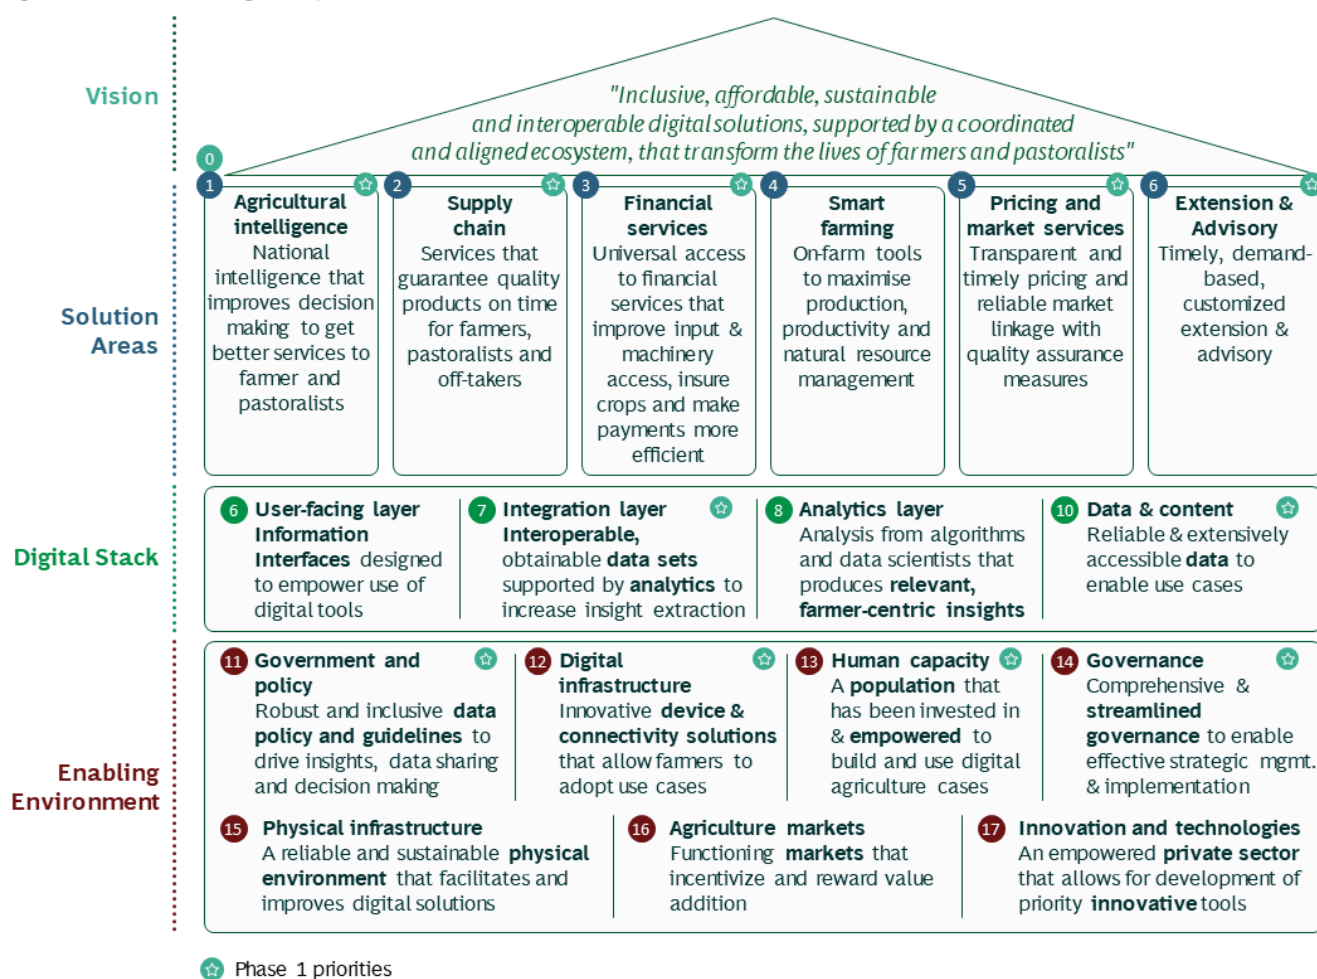 Vision
"Inclusive, affordable, sustainable
and interoperable digital solutions, supported by a coordinated
and aligned ecosystem, that transform the lives of farmers and pastoralists"
0
Solution
Areas
1
Agricultural
intelligence
National
intelligence that
improves decision
making to get
better services to
farmer and
pastoralists
2
Supply
chain
Services that
guarantee quality
products on time
for farmers,
pastoralists and
off-takers
3
Financial
services
Universal access
to financial
services that
improve input &
machinery
access, insure
crops and make
payments more
efficient
4
Smart
farming
On-farm tools
to maximise
production,
productivity and
natural resource
management
5
Pricing and
market services
Transparent and
timely pricing and
reliable market
linkage with
quality assurance
measures
6
Extension &
Advisory
Timely, demand-
based,
customized
extension &
advisory
Digital Stack
6 User-facing layer
Information
Interfaces designed
to empower use of
digital tools
7 Integration layer
Interoperable,
obtainable data sets
supported by analytics to
increase insight extraction
8 Analytics layer
Analysis from algorithms
and data scientists that
produces relevant,
farmer-centric insights
10 Data & content
Reliable & extensively
accessible data to
enable use cases
Enabling
Environment
11 Government and
policy
Robust and inclusive data
policy and guidelines to
drive insights, data sharing
and decision making
12 Digital
infrastructure
Innovative device &
connectivity solutions
that allow farmers to
adopt use cases
13 Human capacity
A population that
has been invested in
& empowered to
build and use digital
agriculture cases
14 Governance
Comprehensive &
streamlined
governance to enable
effective strategic mgmt.
& implementation
15 Physical infrastructure
A reliable and sustainable physical
environment that facilitates and
improves digital solutions
16 Agriculture markets
Functioning markets that
incentivize and reward value
addition
17 Innovation and technologies
An empowered private sector
that allows for development of
priority innovative tools
Phase 1 priorities